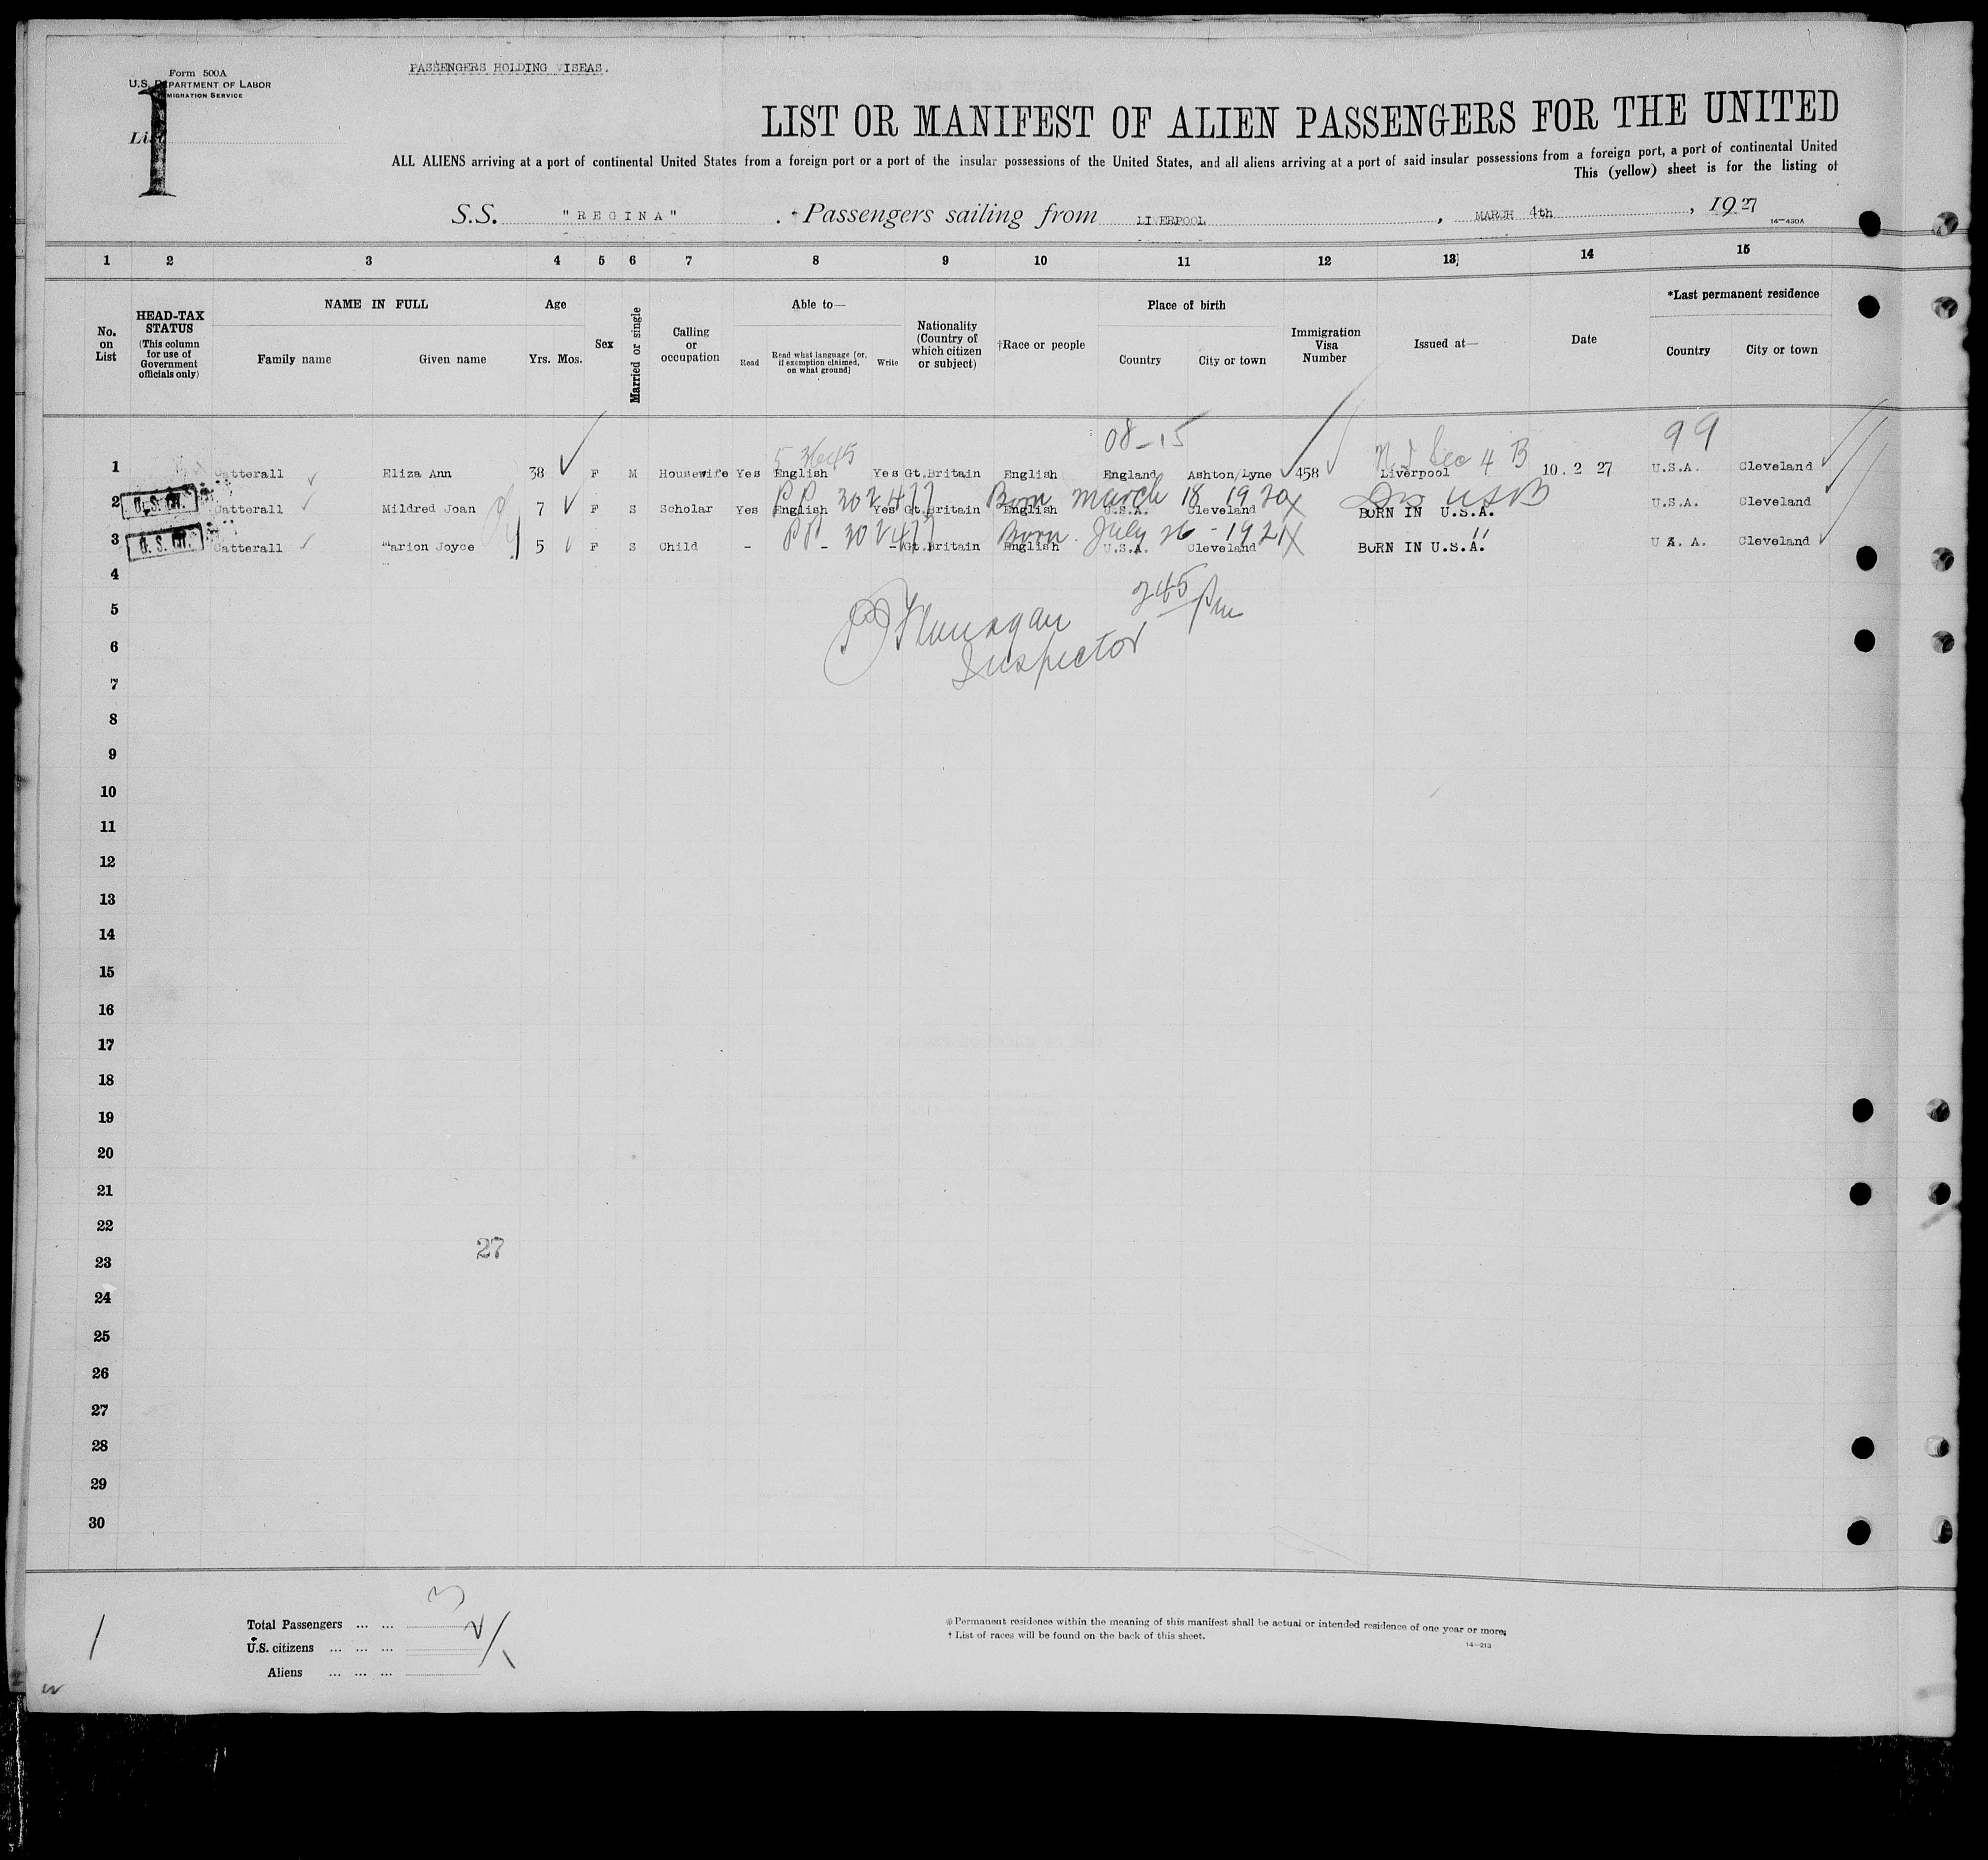 PASSENGERS HOLDING VISEAS.
Form 500A
U.S. DEPARTMENT OF LABOR
IMMIGRATION SERVICE
List
1
LIST OR MANIFEST OF ALIEN PASSENGERS FOR THE UNITED
ALL ALIENS arriving at a port of continental United States from a foreign port or a port of the insular possessions of the United States, and all aliens arriving at a port of said insular possessions from a foreign port, a port of continental United
This (yellow) sheet is for the listing of
S.S. "REGINA" . Passengers sailing from LIVERPOOL , MARCH 4th , 1927
14—430A
1 2 3 4 5 6 7 8 9 10 11 12 13 14 15
No. on List
HEAD-TAX STATUS
(This column for use of Government officials only)
NAME IN FULL
Family name Given name
Age
Yrs. Mos.
Sex
Married or single
Calling or occupation
Able to—
Read
Read what language [or, if exemption claimed, on what ground]
Write
Nationality (Country of which citizen or subject)
†Race or people
Place of birth
Country City or town
Immigration Visa Number
Issued at—
Date
*Last permanent residence
Country City or town
08-15
99
1 Catterall Eliza Ann 38 F M Housewife Yes English Yes Gt.Britain English England Ashton/Lyne 458 Liverpool 10.2 27 U.S.A. Cleveland
4 B
PP 302477 Born March 18 1920 USB
2 Catterall Mildred Joan 7 F S Scholar Yes English Yes Gt.Britain English U.S.A. Cleveland BORN IN U.S.A. U.S.A. Cleveland
PP 302477 Born July 26 - 1921 "
3 Catterall Marion Joyce 5 F S Child - - - Gt.Britain English U.S.A. Cleveland BORN IN U.S.A. U.S.A. Cleveland
4
5
Flanagan 245 Pm
6
Inspector
7
8
9
10
11
12
13
14
15
16
17
18
19
20
21
22
27
23
24
25
26
27
28
29
30
1
Total Passengers ... ... 3
U.S. citizens ... ... ... 2
Aliens ... ... ... 1
*Permanent residence within the meaning of this manifest shall be actual or intended residence of one year or more.
† List of races will be found on the back of this sheet.
14—213